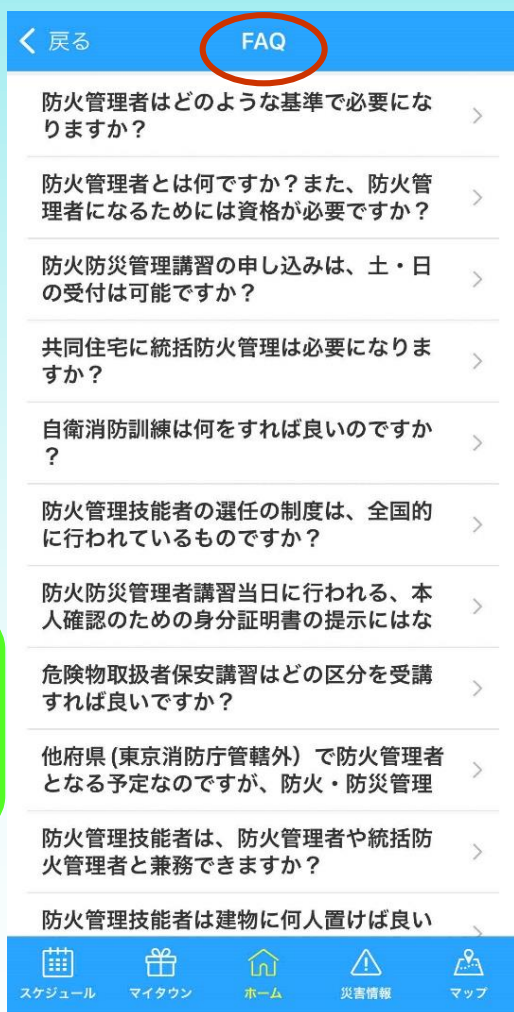 戻る
FAQ
防火管理者はどのような基準で必要にな
りますか？
防火管理者とは何ですか？また、防火管
理者になるためには資格が必要ですか？
防火防災管理講習の申し込みは、土・日
の受付は可能ですか？
共同住宅に統括防火管理は必要になりま
すか？
自衛消防訓練は何をすれば良いのですか
？
防火管理技能者の選任の制度は、全国的
に行われているものですか？
防火防災管理者講習当日に行われる、本
人確認のための身分証明書の提示にはな
危険物取扱者保安講習はどの区分を受講
すれば良いですか？
他府県 (東京消防庁管轄外）で防火管理者
となる予定なのですが、防火・防災管理
防火管理技能者は、防火管理者や統括防
火管理者と兼務できますか？
防火管理技能者は建物に何人置けば良い
スケジュール
マイタウン
ホーム
災害情報
マップ